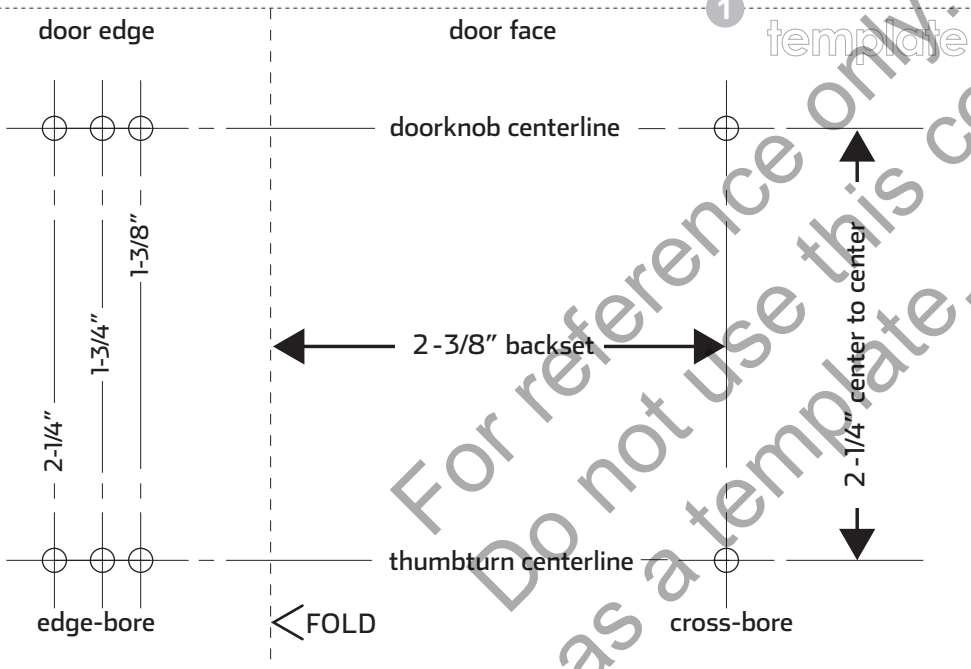 door edge
door face
1
template
doorknob centerline
1-3/8"
1-3/4"
2-1/4"
2-3/8" backset
2-1/4" center to center
thumbturn centerline
edge-bore
FOLD
cross-bore
For reference only.
Do not use this co
as a template.